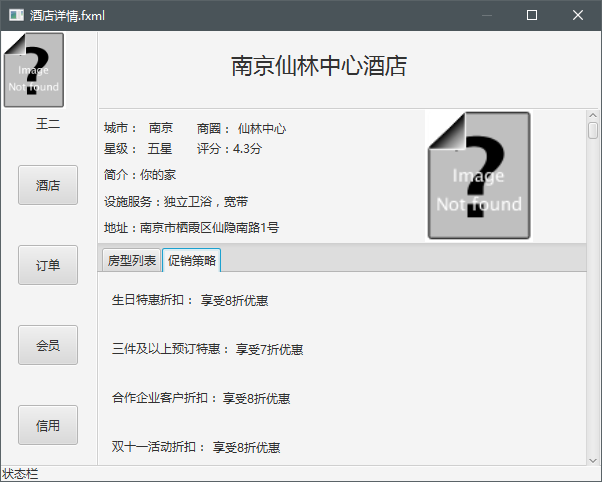 酒店详情.fxml
Image
Not found
王二
酒店
订单
会员
信用
南京仙林中心酒店
城市： 南京 商圈： 仙林中心
星级： 五星 评分：4.3分
简介：你的家
设施服务：独立卫浴，宽带
地址：南京市栖霞区仙隐南路1号
Image
Not found
房型列表 促销策略
生日特惠折扣： 享受8折优惠
三件及以上预订特惠： 享受7折优惠
合作企业客户折扣： 享受8折优惠
双十一活动折扣： 享受8折优惠
状态栏